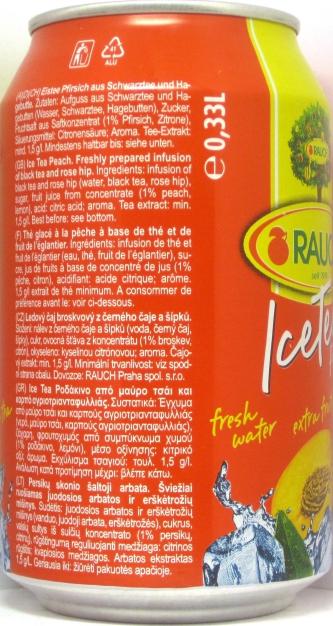 41
ALU
(A)(D)(CH) Eistee Pfirsich aus Schwarztee und Ha-
gebutten. Zutaten: Aufguss aus Schwarztee und Ha-
gebutten (Wasser, Schwarztee, Hagebutten), Zucker,
Fruchtsaft aus Saftkonzentrat (1% Pfirsich, Zitrone),
Säuerungsmittel: Citronensäure; Aroma. Tee-Extrakt:
mind. 1,5 g/l. Mindestens haltbar bis: siehe unten.
(GB) Ice Tea Peach. Freshly prepared infusion
of black tea and rose hip. Ingredients: infusion of
black tea and rose hip (water, black tea, rose hip),
sugar, fruit juice from concentrate (1% peach,
lemon), acid: citric acid; aroma. Tea extract: min.
1,5 g/l. Best before: see bottom.
(F) Thé glacé à la pêche à base de thé et de
fruit de l'églantier. Ingrédients: infusion de thé et
fruit de l'églantier (eau, thé, fruit de l'églantier), su-
cre, jus de fruits à base de concentré de jus (1%
pêche, citron), acidifiant: acide citrique; arôme.
1,5 g/l extrait de thé minimum. A consommer de
préférence avant le: voir ci-dessous.
(CZ) Ledový čaj broskvový z černého čaje a šípků.
Složení: nálev z černého čaje a šípků (voda, černý čaj,
šípky), cukr, ovocná šťáva z koncentrátu (1% broskev,
citron), okyseleno: kyselinou citrónovou; aroma. Čajo-
vý extrakt: min. 1,5 g/l. Minimální trvanlivost: viz spod-
ní strana obalu. Dovozce: RAUCH Praha spol. s.r.o.
(GR) Ice Tea Ροδάκινο από μαύρο τσάι και
καρπό αγριοτριανταφυλλιάς. Συστατικά: Έγχυμα
από μαύρο τσάι και καρπούς αγριοτριανταφυλλιάς
(νερό, μαύρο τσάι, καρπούς αγριοτριανταφυλλιάς),
ζάχαρη, φρουτοχυμός από συμπύκνωμα χυμού
(1% ροδάκινο, λεμόνι), μέσο οξίνισης: κιτρικό
οξύ; άρωμα. Εκχύλισμα τσαγιού: τουλ. 1,5 g/l.
Ανάλωση κατά προτίμηση μέχρι: βλέπε κάτω.
(LT) Persikų skonio šaltoji arbata. Šviežiai
ruošiamas juodosios arbatos ir erškėtrožių
mišinys. Sudėtis: juodosios arbatos ir erškėtrožių
mišinys (vanduo, juodoji arbata, erškėtrožės), cukrus,
vaisių sultys iš sulčių koncentrato (1% persikų,
citrinų), rūgštingumą reguliuojanti medžiaga: citrinos
rūgštis; kvapiosios medžiagos. Arbatos ekstraktas
1,5 g/L. Geriausia iki: žiūrėti pakuotės apačioje.
e 0,33L
RAUCH
RAUC
Icete
fresh
water
extra